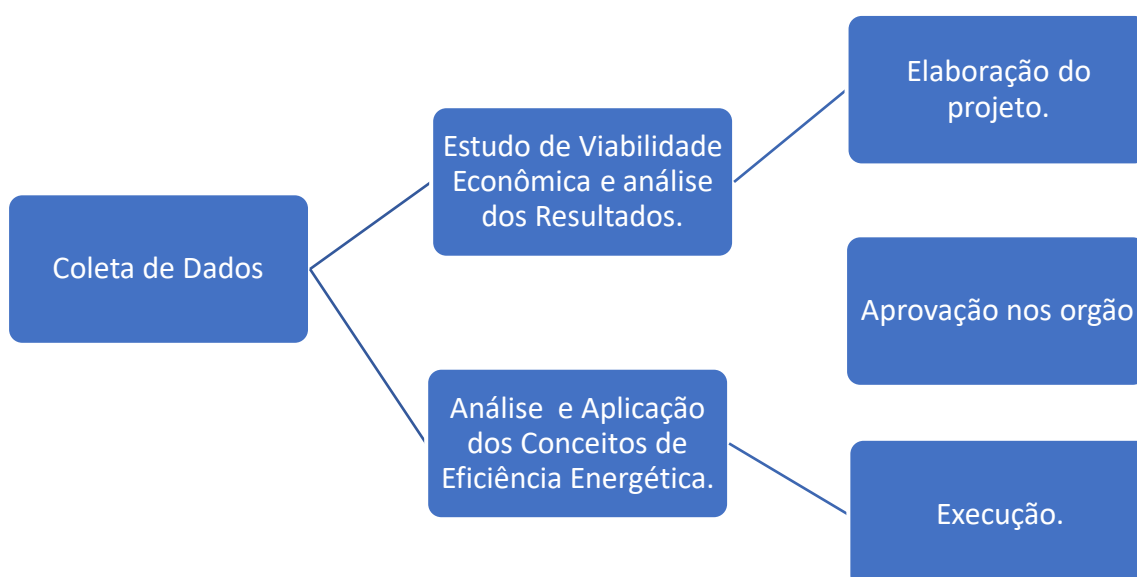 Coleta de Dados
Estudo de Viabilidade
Econômica e análise
dos Resultados.
Análise e Aplicação
dos Conceitos de
Eficiência Energética.
Elaboração do
projeto.
Aprovação nos orgão
Execução.